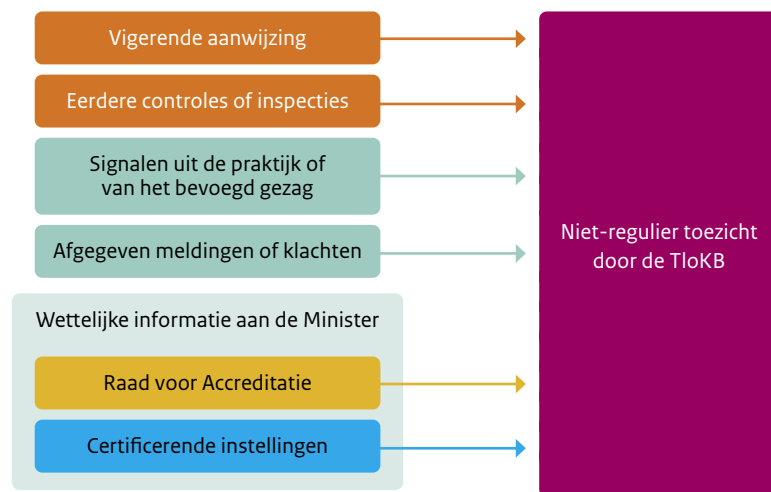 Vigerende aanwijzing
Eerdere controles of inspecties
Signalen uit de praktijk of
van het bevoegd gezag
Afgegeven meldingen of klachten
Wettelijke informatie aan de Minister
Raad voor Accreditatie
Certificerende instellingen
Niet-regulier toezicht
door de TloKB